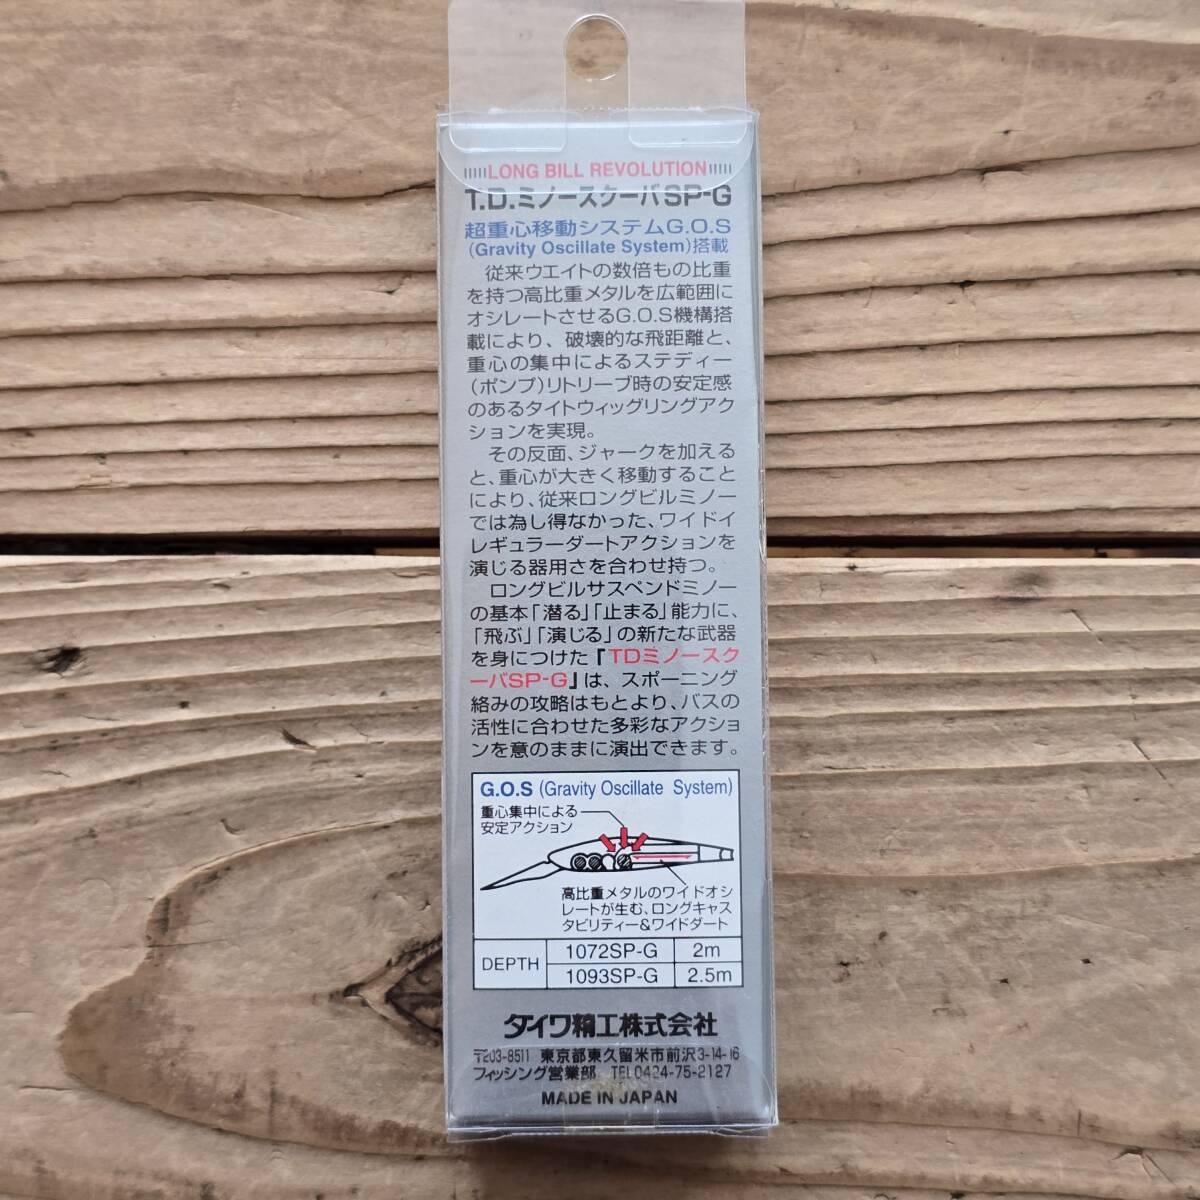 LONG BILL REVOLUTION
T.D.ミノースクーバSP-G
超重心移動システムG.O.S
(Gravity Oscillate System)搭載
従来ウエイトの数倍もの比重
を持つ高比重メタルを広範囲に
オシレートさせるG.O.S機構搭
載により、破壊的な飛距離と、
重心の集中によるステディー
(ポンプ)リトリーブ時の安定感
のあるタイトウィッグリングアク
ションを実現。
その反面、ジャークを加える
と、重心が大きく移動すること
により、従来ロングビルミノー
では為し得なかった、ワイドイ
レギュラーダートアクションを
演じる器用さを合わせ持つ。
ロングビルサスペンドミノー
の基本「潜る」「止まる」能力に、
「飛ぶ」「演じる」の新たな武器
を身につけた『TDミノースク
ーバSP-G』は、スポーニング
絡みの攻略はもとより、バスの
活性に合わせた多彩なアクショ
ンを意のままに演出できます。
G.O.S (Gravity Oscillate System)
重心集中による
安定アクション
高比重メタルのワイドオシ
レートが生む、ロングキャス
タビリティー&ワイドダート
DEPTH 1072SP-G 2m
1093SP-G 2.5m
ダイワ精工株式会社
〒203-8511 東京都東久留米市前沢3-14-16
フィッシング営業部 TEL0424-75-2127
MADE IN JAPAN